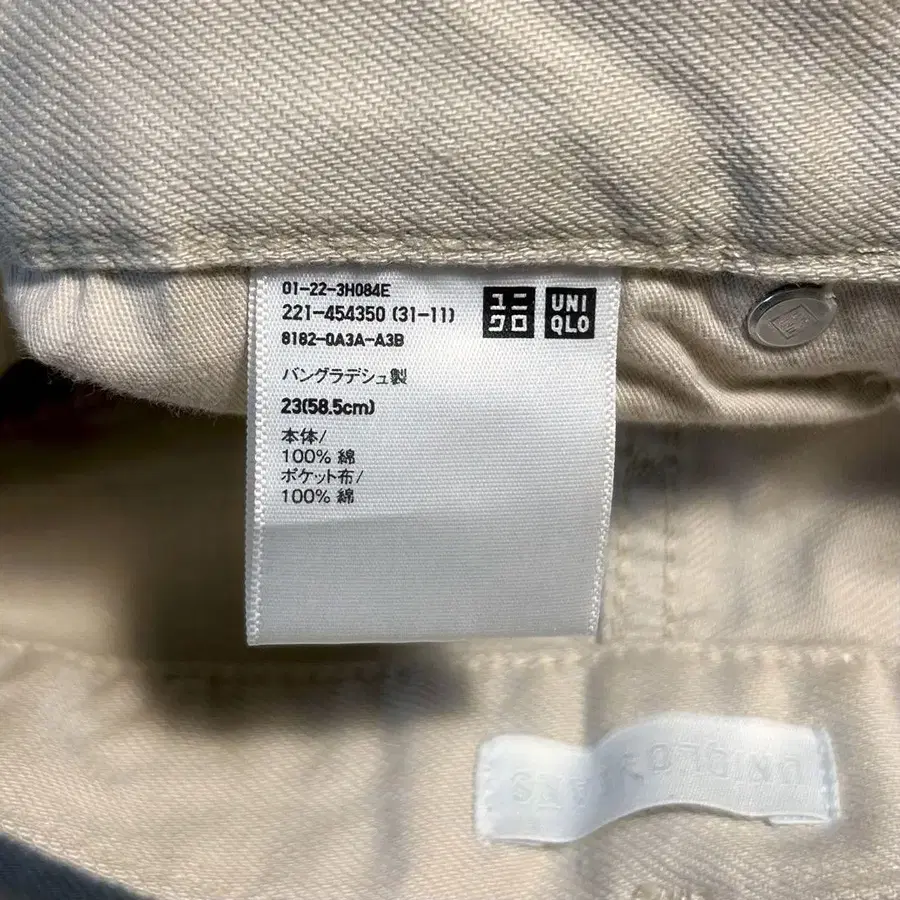 01-22-3H084E
221-454350 (31-11)
8182-0A3A-A3B
ユニ
クロ
UNI
QLO
バングラデシュ製
23(58.5cm)
本体/
100% 綿
ポケット布/
100% 綿
UNIQLO JEANS